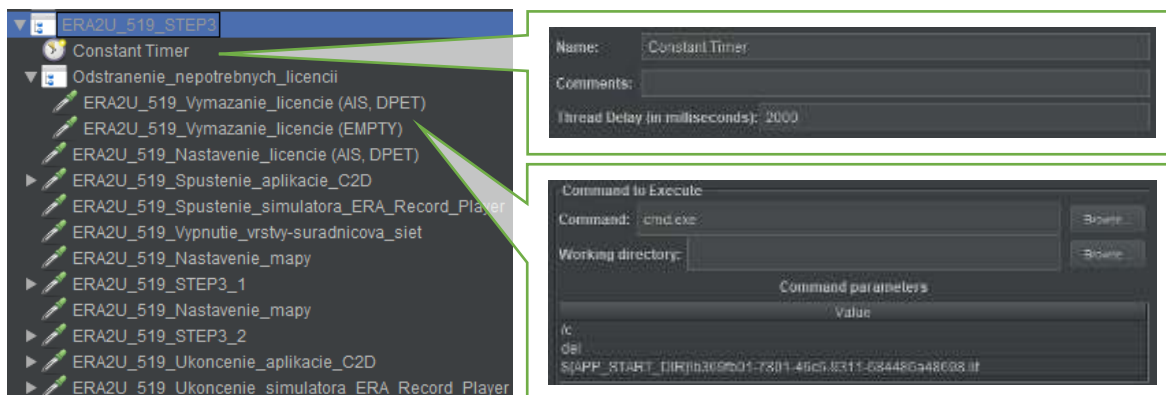 ERA2U_519_STEP3
Constant Timer
Odstranenie_nepotrebnych_licencii
ERA2U_519_Vymazanie_licencie (AIS, DPET)
ERA2U_519_Vymazanie_licencie (EMPTY)
ERA2U_519_Nastavenie_licencie (AIS, DPET)
ERA2U_519_Spustenie_aplikacie_C2D
ERA2U_519_Spustenie_simulatora_ERA_Record_Player
ERA2U_519_Vypnutie_vrstvy-suradnicova_siet
ERA2U_519_Nastavenie_mapy
ERA2U_519_STEP3_1
ERA2U_519_Nastavenie_mapy
ERA2U_519_STEP3_2
ERA2U_519_Ukoncenie_aplikacie_C2D
ERA2U_519_Ukoncenie_simulatora_ERA_Record_Player
Name: Constant Timer
Comments:
Thread Delay (in milliseconds): 2000
Command to Execute
Command: cmd.exe Browse...
Working directory: Browse...
Command parameters
Value
/c
del